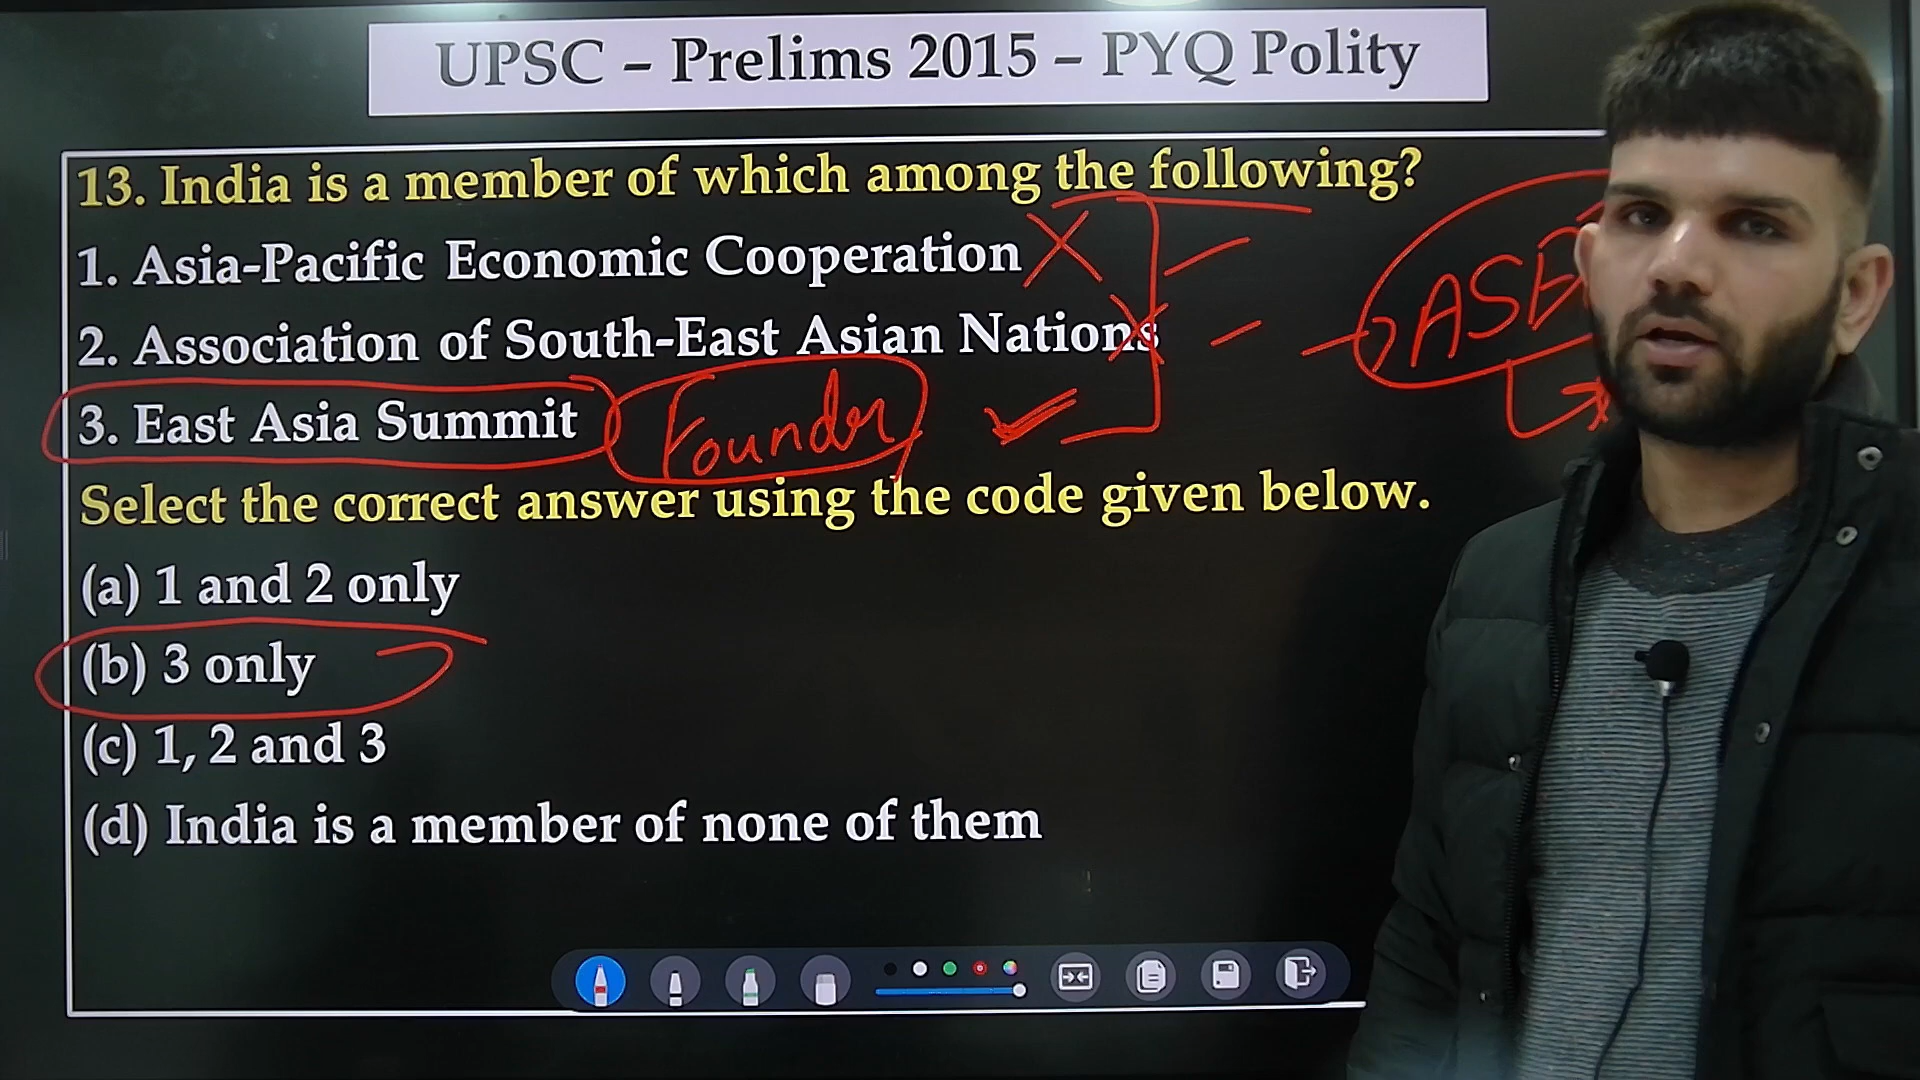 UPSC – Prelims 2015 – PYQ Polity
13. India is a member of which among the following?
1. Asia-Pacific Economic Cooperation
2. Association of South-East Asian Nations
ASE
3. East Asia Summit Founder
Select the correct answer using the code given below.
(a) 1 and 2 only
(b) 3 only
(c) 1, 2 and 3
(d) India is a member of none of them